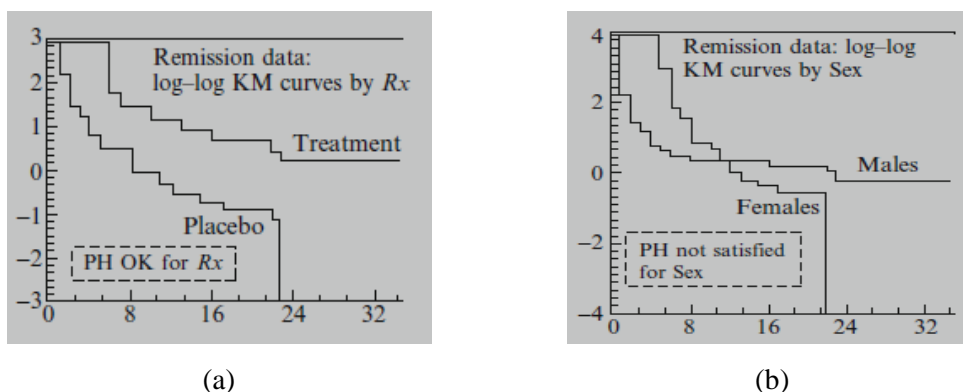 3
2
1
0
−1
−2
−3
Remission data:
log–log KM curves by Rx
Treatment
Placebo
PH OK for Rx
0 8 16 24 32
(a)
4
2
0
−2
−4
Remission data: log–log
KM curves by Sex
Males
Females
PH not satisfied
for Sex
0 8 16 24 32
(b)